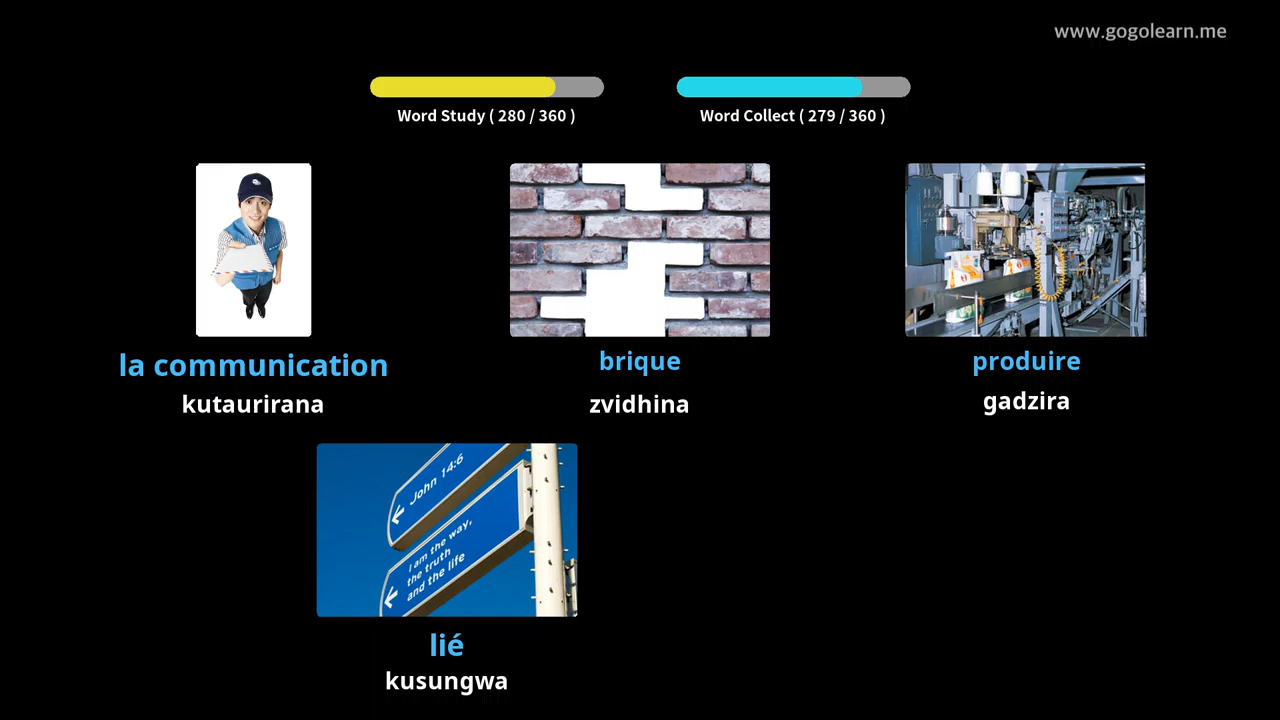 www.gogolearn.me
Word Study ( 280 / 360 )
Word Collect ( 279 / 360 )
la communication
brique
produire
kutaurirana
zvidhina
gadzira
John 14:6
I am the way,
the truth
and the life
lié
kusungwa